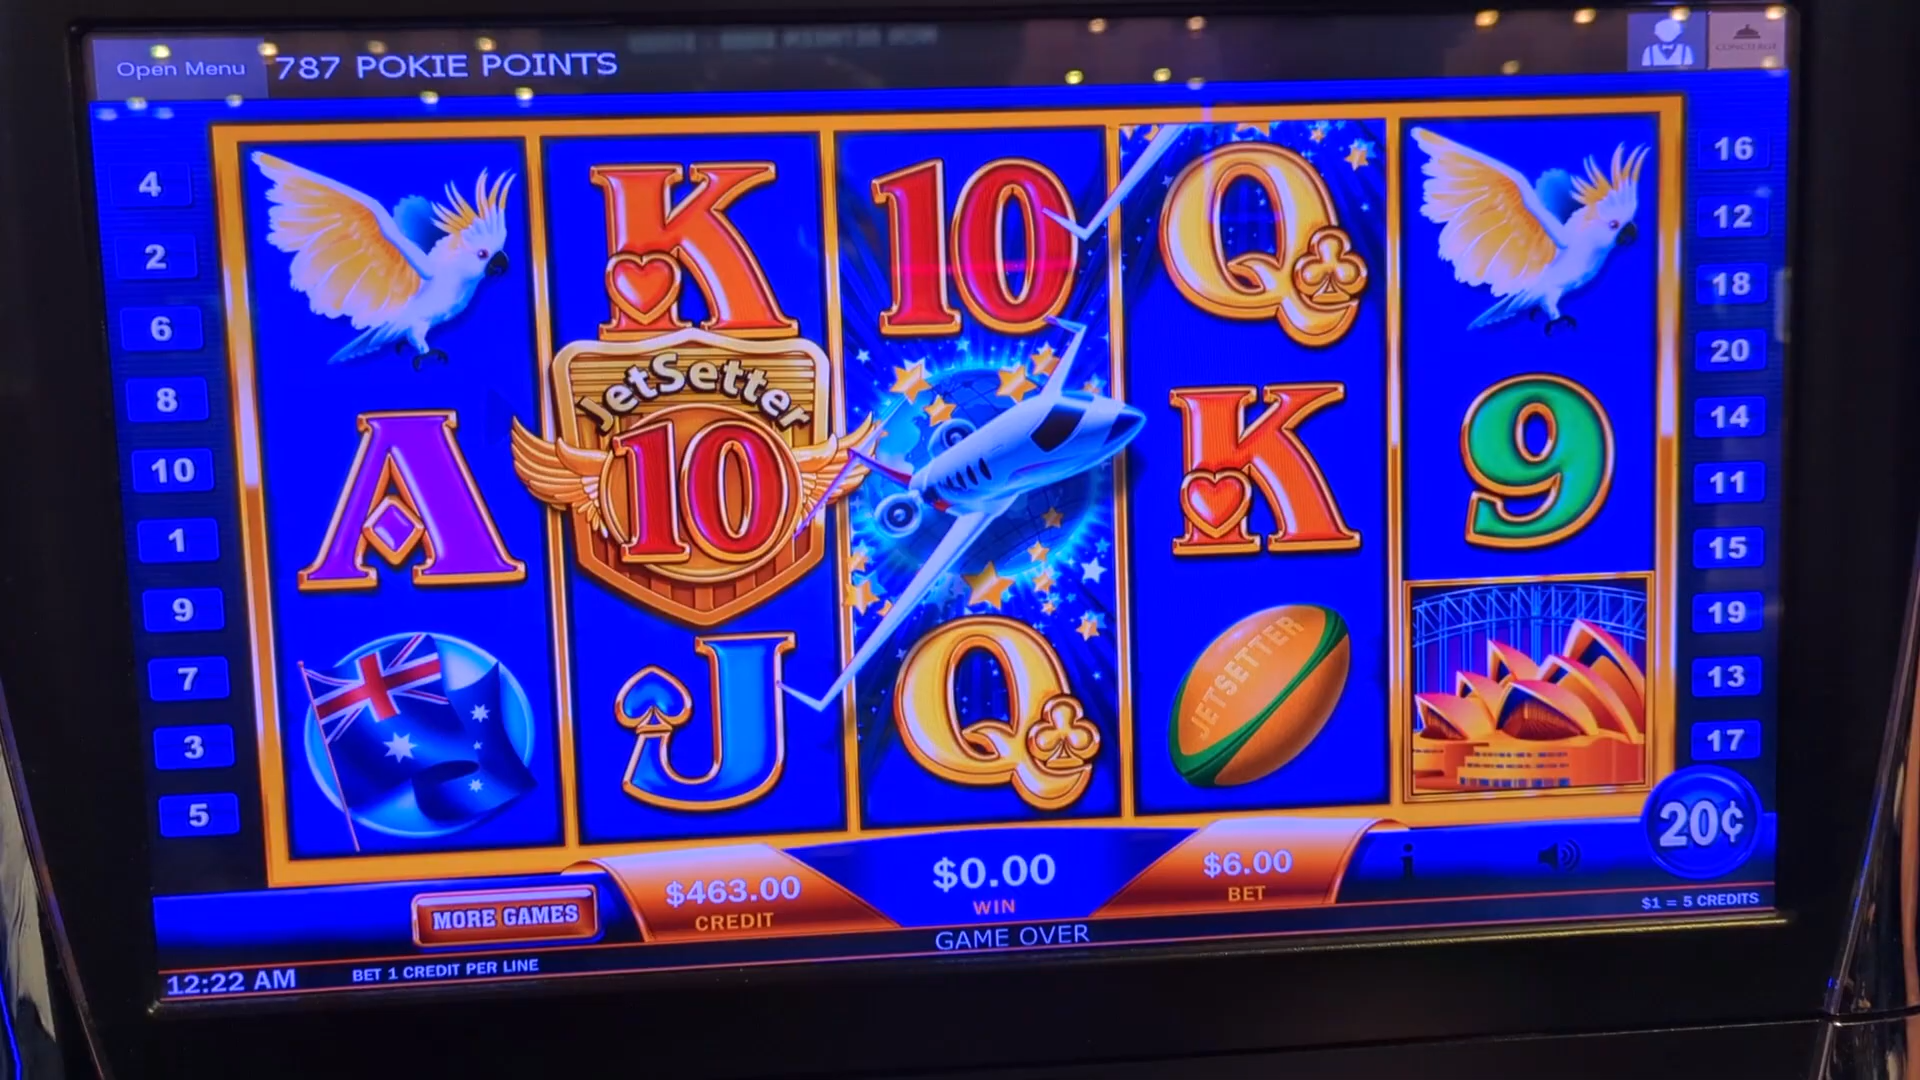 Open Menu
787 POKIE POINTS
CONCIERGE
4
2
6
8
10
1
9
7
3
5
K
10
Q
A
JetSetter
10
K
9
J
Q
JETSETTER
16
12
18
20
14
11
15
19
13
17
20¢
MORE GAMES
$463.00
CREDIT
$0.00
WIN
$6.00
BET
i
$1 = 5 CREDITS
GAME OVER
12:22 AM
BET 1 CREDIT PER LINE